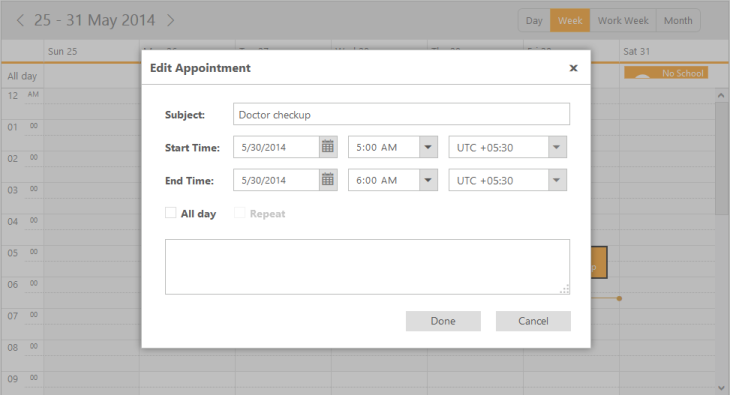 25 - 31 May 2014
Day Week Work Week Month
Sun 25 Sat 31
All day No School
Edit Appointment
Subject: Doctor checkup
Start Time: 5/30/2014 5:00 AM UTC +05:30
End Time: 5/30/2014 6:00 AM UTC +05:30
All day Repeat
Done Cancel
12 AM
01 00
02 00
03 00
04 00
05 00
06 00
07 00
08 00
09 00